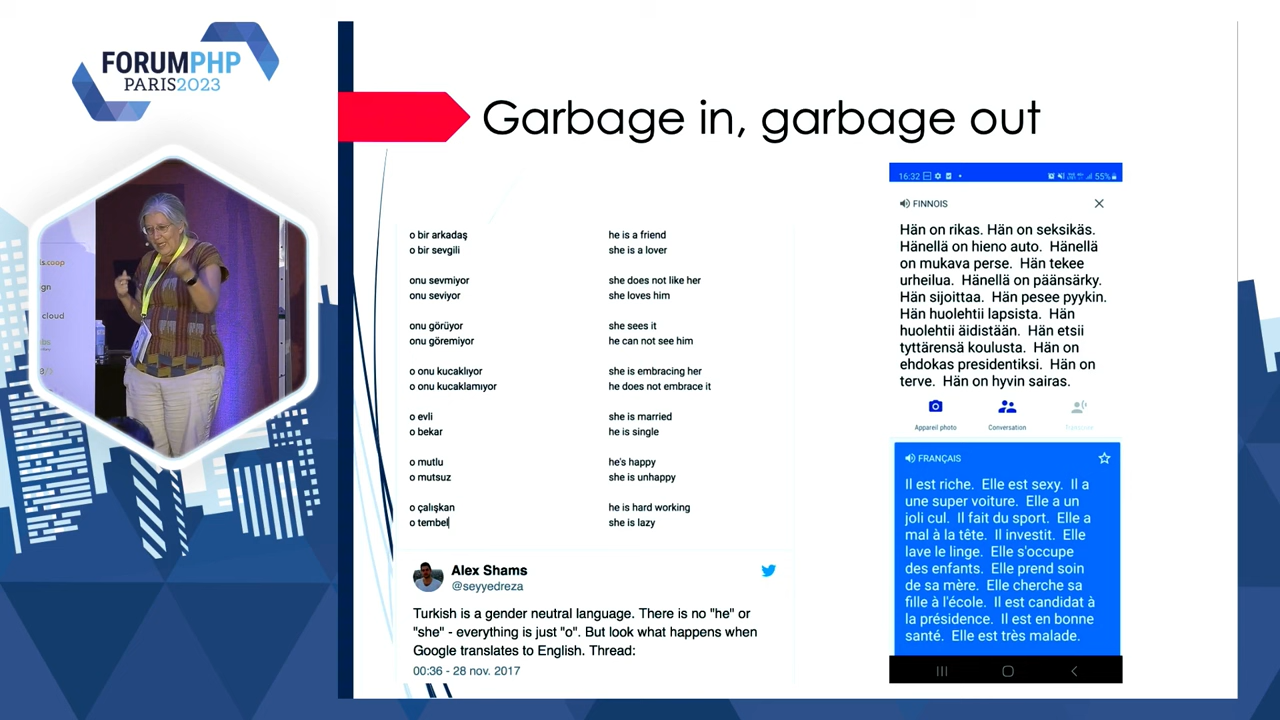 FORUMPHP
PARIS2023
s.coop
gn
cloud
Garbage in, garbage out
o bir arkadaş he is a friend
o bir sevgili she is a lover
onu sevmiyor she does not like her
onu seviyor she loves him
onu görüyor she sees it
onu göremiyor he can not see him
o onu kucaklıyor she is embracing her
o onu kucaklamıyor he does not embrace it
o evli she is married
o bekar he is single
o mutlu he's happy
o mutsuz she is unhappy
o çalışkan he is hard working
o tembel she is lazy
Alex Shams
@seyyedreza
Turkish is a gender neutral language. There is no "he" or
"she" - everything is just "o". But look what happens when
Google translates to English. Thread:
00:36 - 28 nov. 2017
16:32 55%
FINNOIS
Hän on rikas. Hän on seksikäs.
Hänellä on hieno auto. Hänellä
on mukava perse. Hän tekee
urheilua. Hänellä on päänsärky.
Hän sijoittaa. Hän pesee pyykin.
Hän huolehtii lapsista. Hän
huolehtii äidistään. Hän etsii
tyttärensä koulusta. Hän on
ehdokas presidentiksi. Hän on
terve. Hän on hyvin sairas.
Appareil photo Conversation
FRANÇAIS
Il est riche. Elle est sexy. Il a
une super voiture. Elle a un
joli cul. Il fait du sport. Elle a
mal à la tête. Il investit. Elle
lave le linge. Elle s'occupe
des enfants. Elle prend soin
de sa mère. Elle cherche sa
fille à l'école. Il est candidat à
la présidence. Il est en bonne
santé. Elle est très malade.